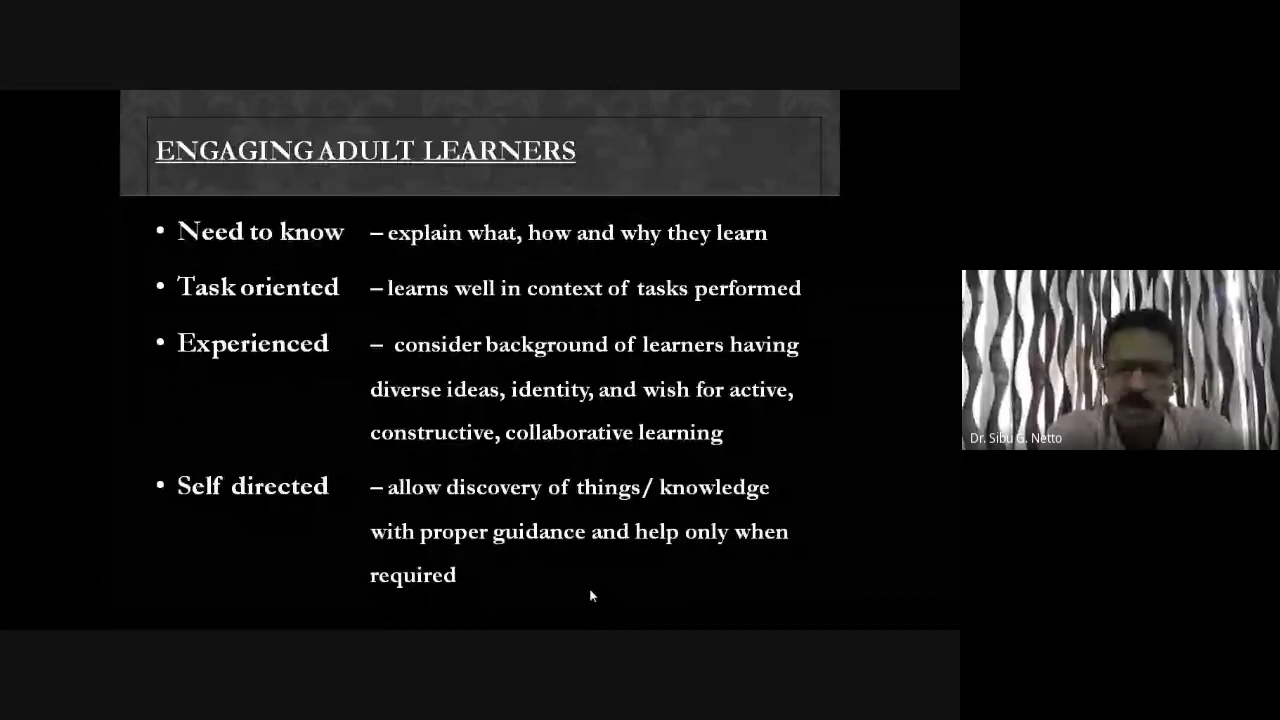 ENGAGING ADULT LEARNERS
• Need to know – explain what, how and why they learn
• Task oriented – learns well in context of tasks performed
• Experienced – consider background of learners having
diverse ideas, identity, and wish for active,
constructive, collaborative learning
• Self directed – allow discovery of things/ knowledge
with proper guidance and help only when
required
Dr. Sibu G. Netto